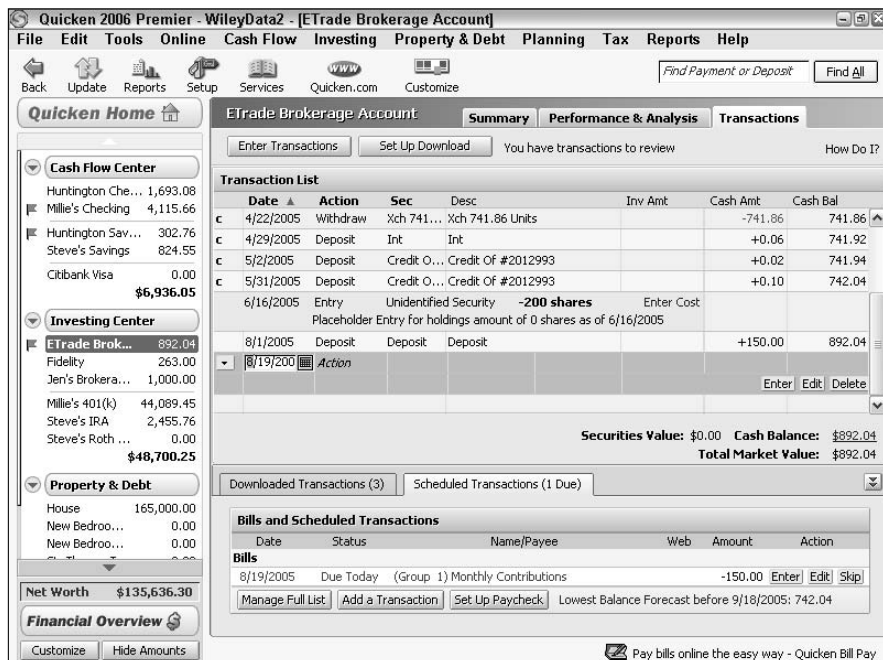 Quicken 2006 Premier - WileyData2 - [ETrade Brokerage Account]
File Edit Tools Online Cash Flow Investing Property & Debt Planning Tax Reports Help
Back Update Reports Setup Services Quicken.com Customize
www
Find Payment or Deposit Find All
Quicken Home
Cash Flow Center
Huntington Che... 1,693.08
Millie's Checking 4,115.66
Huntington Sav... 302.76
Steve's Savings 824.55
Citibank Visa 0.00
$6,936.05
Investing Center
ETrade Brok... 892.04
Fidelity 263.00
Jen's Brokera... 1,000.00
Millie's 401(k) 44,089.45
Steve's IRA 2,455.76
Steve's Roth ... 0.00
$48,700.25
Property & Debt
House 165,000.00
New Bedroo... 0.00
New Bedroo... 0.00
Net Worth $135,636.30
Financial Overview
Customize Hide Amounts
ETrade Brokerage Account Summary Performance & Analysis Transactions
Enter Transactions Set Up Download You have transactions to review How Do I?
Transaction List
Date Action Sec Desc Inv Amt Cash Amt Cash Bal
c 4/22/2005 Withdraw Xch 741... Xch 741.86 Units -741.86 741.86
c 4/29/2005 Deposit Int Int +0.06 741.92
c 5/2/2005 Deposit Credit O... Credit Of #2012993 +0.02 741.94
c 5/31/2005 Deposit Credit O... Credit Of #2012993 +0.10 742.04
6/16/2005 Entry Unidentified Security -200 shares Enter Cost
Placeholder Entry for holdings amount of 0 shares as of 6/16/2005
8/1/2005 Deposit Deposit Deposit +150.00 892.04
8/19/200 Action
Enter Edit Delete
Securities Value: $0.00 Cash Balance: $892.04
Total Market Value: $892.04
Downloaded Transactions (3) Scheduled Transactions (1 Due)
Bills and Scheduled Transactions
Date Status Name/Payee Web Amount Action
Bills
8/19/2005 Due Today (Group 1) Monthly Contributions -150.00 Enter Edit Skip
Manage Full List Add a Transaction Set Up Paycheck Lowest Balance Forecast before 9/18/2005: 742.04
Pay bills online the easy way - Quicken Bill Pay